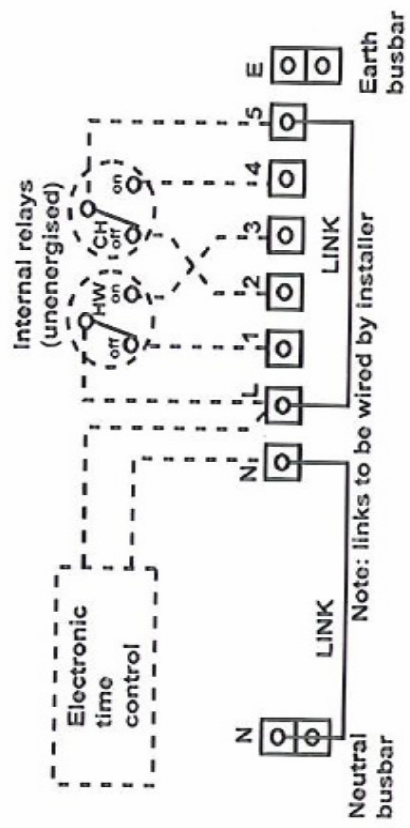 Internal relays
(unenergised)
Electronic
time
control
HW
on
off
CH
on
off
N
N
L
1
2
3
4
5
E
LINK
LINK
Neutral
busbar
Note: links to be wired by installer
Earth
busbar